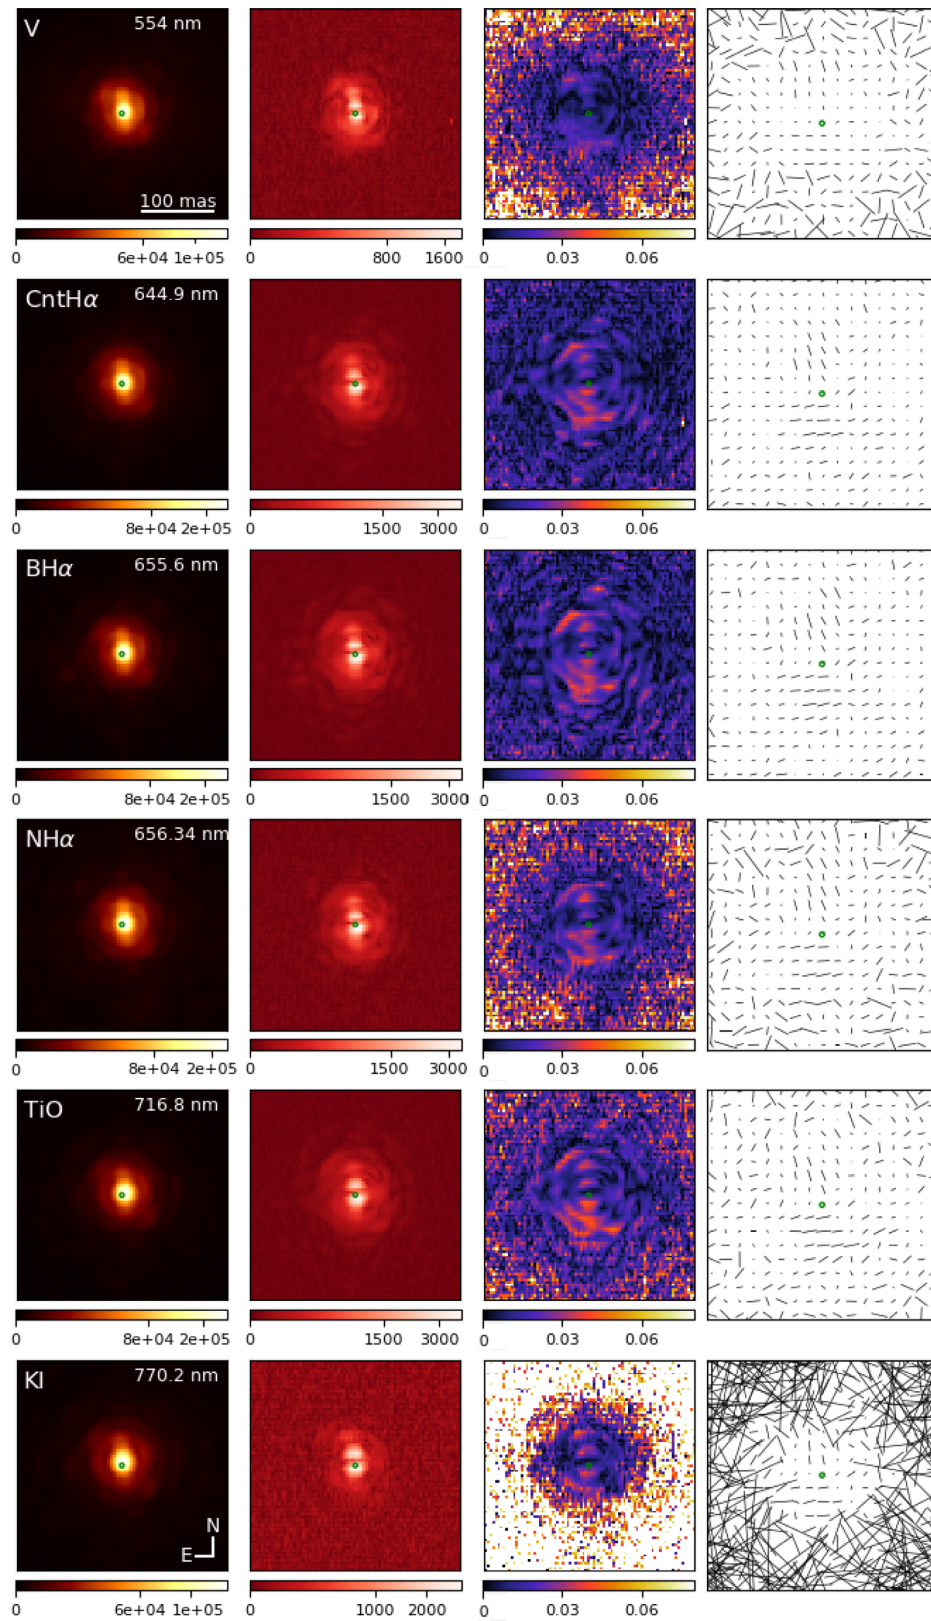 V 554 nm
100 mas
0 6e+04 1e+05 0 800 1600 0 0.03 0.06
CntHα 644.9 nm
0 8e+04 2e+05 0 1500 3000 0 0.03 0.06
BHα 655.6 nm
0 8e+04 2e+05 0 1500 3000 0 0.03 0.06
NHα 656.34 nm
0 8e+04 2e+05 0 1500 3000 0 0.03 0.06
TiO 716.8 nm
0 8e+04 2e+05 0 1500 3000 0 0.03 0.06
KI 770.2 nm
N
E
0 6e+04 1e+05 0 1000 2000 0 0.03 0.06